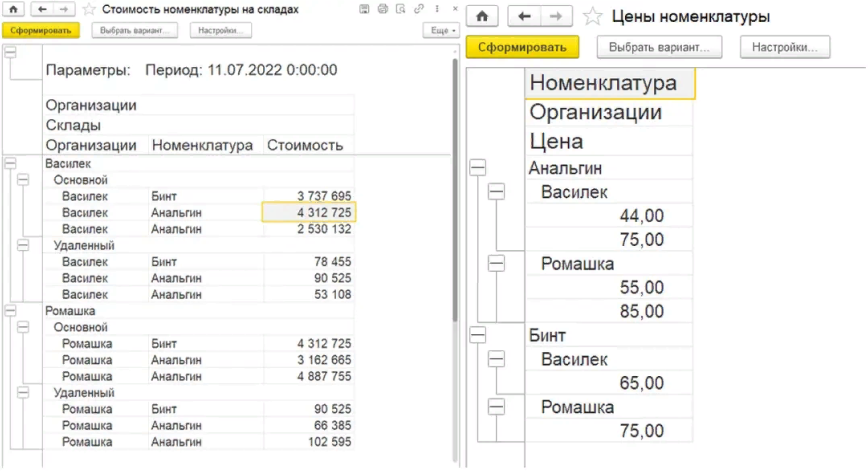 Стоимость номенклатуры на складах
Сформировать Выбрать вариант... Настройки... Еще
Параметры: Период: 11.07.2022 0:00:00
Организации
Склады
Организации Номенклатура Стоимость
Василек
Основной
Василек Бинт 3 737 695
Василек Анальгин 4 312 725
Василек Анальгин 2 530 132
Удаленный
Василек Бинт 78 455
Василек Анальгин 90 525
Василек Анальгин 53 108
Ромашка
Основной
Ромашка Бинт 4 312 725
Ромашка Анальгин 3 162 665
Ромашка Анальгин 4 887 755
Удаленный
Ромашка Бинт 90 525
Ромашка Анальгин 66 385
Ромашка Анальгин 102 595
Цены номенклатуры
Сформировать Выбрать вариант... Настройки...
Номенклатура
Организации
Цена
Анальгин
Василек
44,00
75,00
Ромашка
55,00
85,00
Бинт
Василек
65,00
Ромашка
75,00